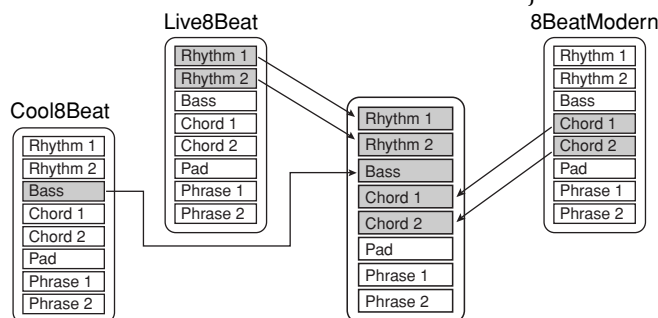 Live8Beat
Rhythm 1
Rhythm 2
Bass
Chord 1
Chord 2
Pad
Phrase 1
Phrase 2
8BeatModern
Rhythm 1
Rhythm 2
Bass
Chord 1
Chord 2
Pad
Phrase 1
Phrase 2
Cool8Beat
Rhythm 1
Rhythm 2
Bass
Chord 1
Chord 2
Pad
Phrase 1
Phrase 2
Rhythm 1
Rhythm 2
Bass
Chord 1
Chord 2
Pad
Phrase 1
Phrase 2